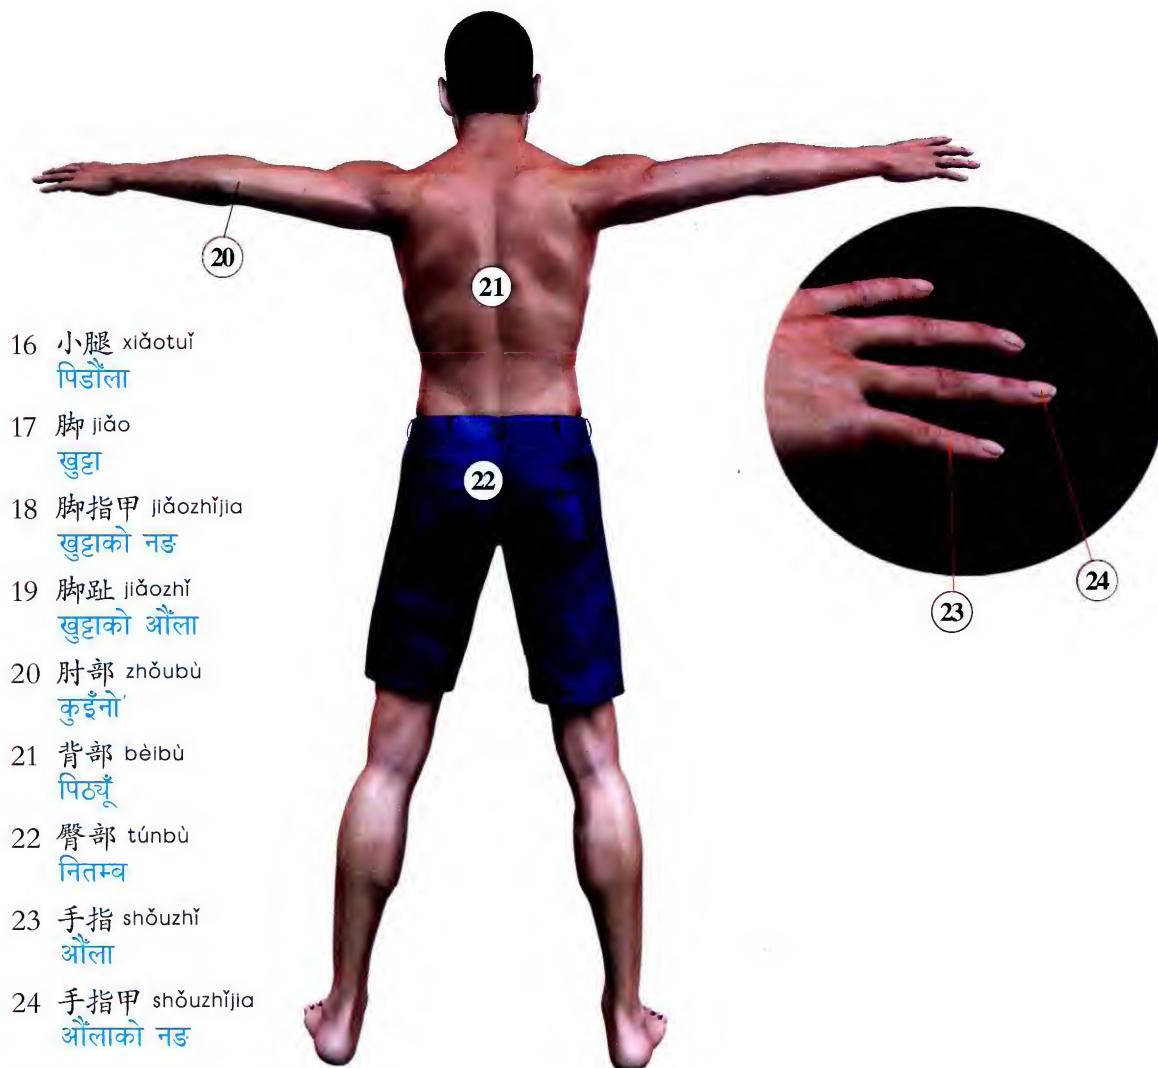 20
21
22
23
24
16 小腿 xiǎotuǐ
पिडौंला
17 脚 jiǎo
खुट्टा
18 脚指甲 jiǎozhǐjia
खुट्टाको नङ
19 脚趾 jiǎozhǐ
खुट्टाको औंला
20 肘部 zhǒubù
कुइँनो
21 背部 bèibù
पिठ्यूँ
22 臀部 túnbù
नितम्ब
23 手指 shǒuzhǐ
औंला
24 手指甲 shǒuzhǐjia
औंलाको नङ